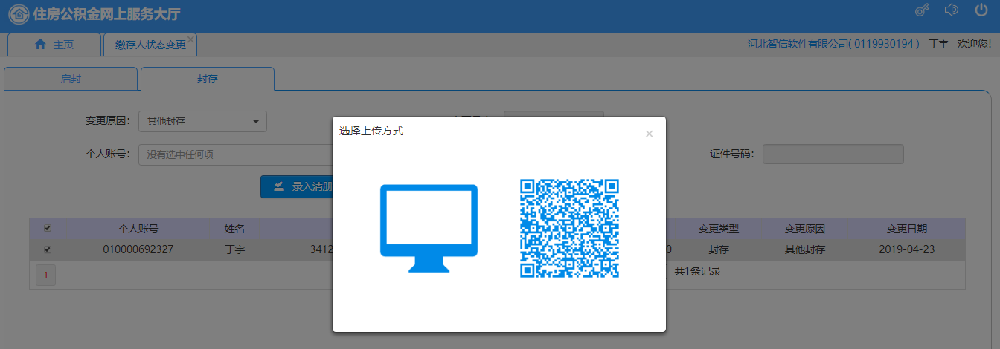 住房公积金网上服务大厅
主页
缴存人状态变更
河北智信软件有限公司( 0119930194 ) 丁宇 欢迎您!
启封
封存
变更原因:
其他封存
选择上传方式
×
个人账号:
没有选中任何项
证件号码:
录入清册
个人账号 姓名 变更类型 变更原因 变更日期
010000692327 丁宇 3412 0 封存 其他封存 2019-04-23
1
共1条记录